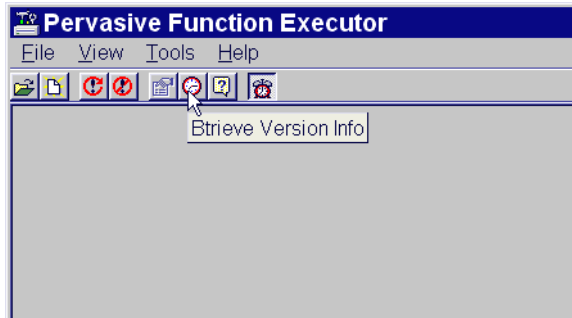 Pervasive Function Executor
File View Tools Help
Btrieve Version Info